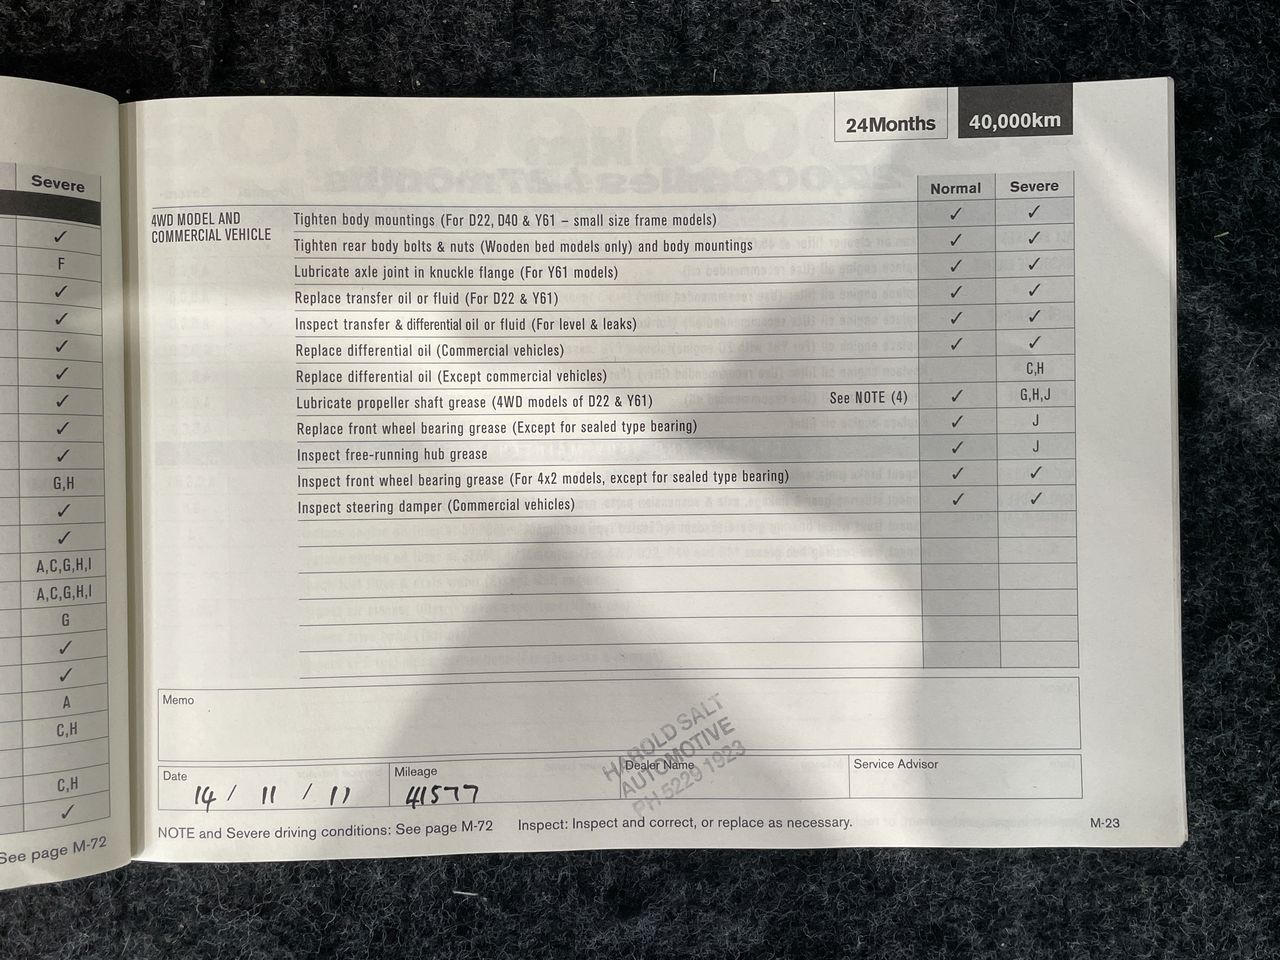 Severe
✓
F
✓
✓
✓
✓
✓
✓
✓
G,H
✓
✓
A,C,G,H,I
A,C,G,H,I
G
✓
✓
A
C,H
C,H
✓
See page M-72
24Months 40,000km
Normal Severe
4WD MODEL AND
COMMERCIAL VEHICLE
Tighten body mountings (For D22, D40 & Y61 – small size frame models) ✓ ✓
Tighten rear body bolts & nuts (Wooden bed models only) and body mountings ✓ ✓
Lubricate axle joint in knuckle flange (For Y61 models) ✓ ✓
Replace transfer oil or fluid (For D22 & Y61) ✓ ✓
Inspect transfer & differential oil or fluid (For level & leaks) ✓ ✓
Replace differential oil (Commercial vehicles) ✓ ✓
Replace differential oil (Except commercial vehicles) C,H
Lubricate propeller shaft grease (4WD models of D22 & Y61) See NOTE (4) ✓ G,H,J
Replace front wheel bearing grease (Except for sealed type bearing) ✓ J
Inspect free-running hub grease ✓ J
Inspect front wheel bearing grease (For 4x2 models, except for sealed type bearing) ✓ ✓
Inspect steering damper (Commercial vehicles) ✓ ✓
Memo
HAROLD SALT
AUTOMOTIVE
PH 5229 1923
Date Mileage Dealer Name Service Advisor
14 / 11 / 11 41577
NOTE and Severe driving conditions: See page M-72 Inspect: Inspect and correct, or replace as necessary. M-23